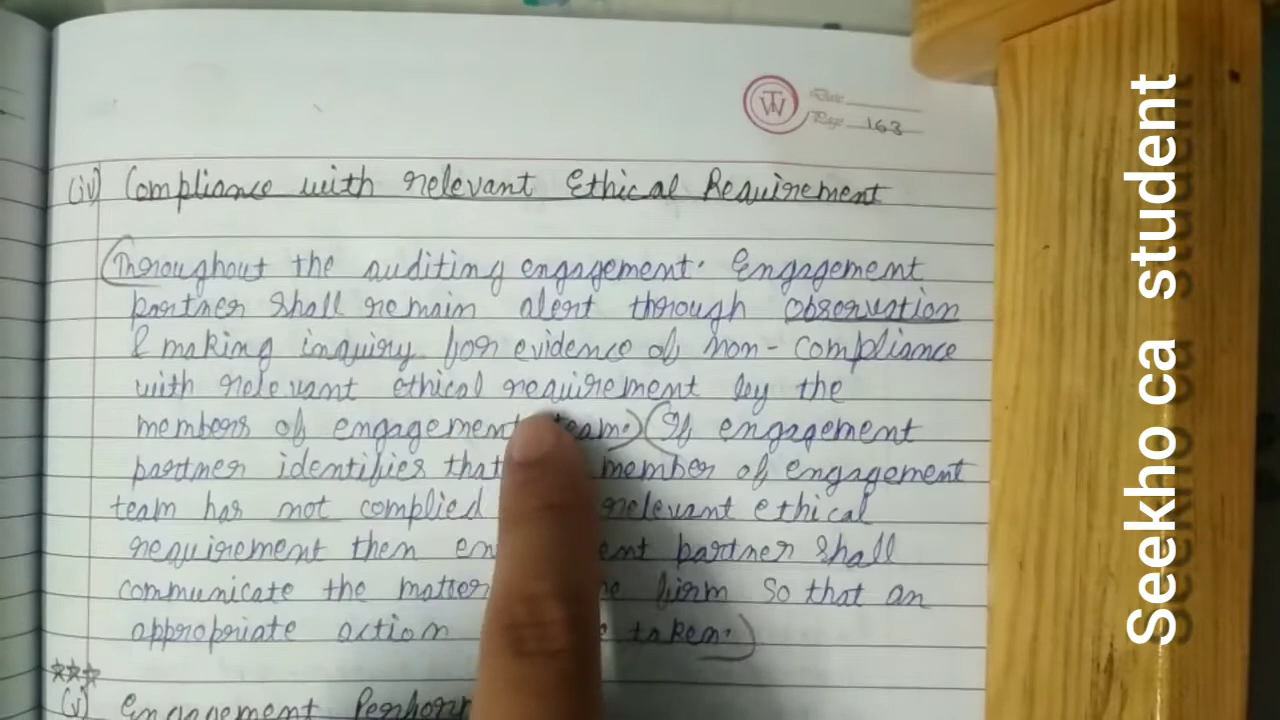 Date
Page 163
(iv) Compliance with relevant Ethical Requirement
Throughout the auditing engagement. Engagement
partner shall remain alert through observation
& making inquiry for evidence of non-compliance
with relevant ethical requirement by the
members of engagement team.) (If engagement
partner identifies that member of engagement
team has not complied relevant ethical
requirement then partner shall
communicate the matter firm so that an
appropriate action taken.)
(v) Engagement
Seekho ca student